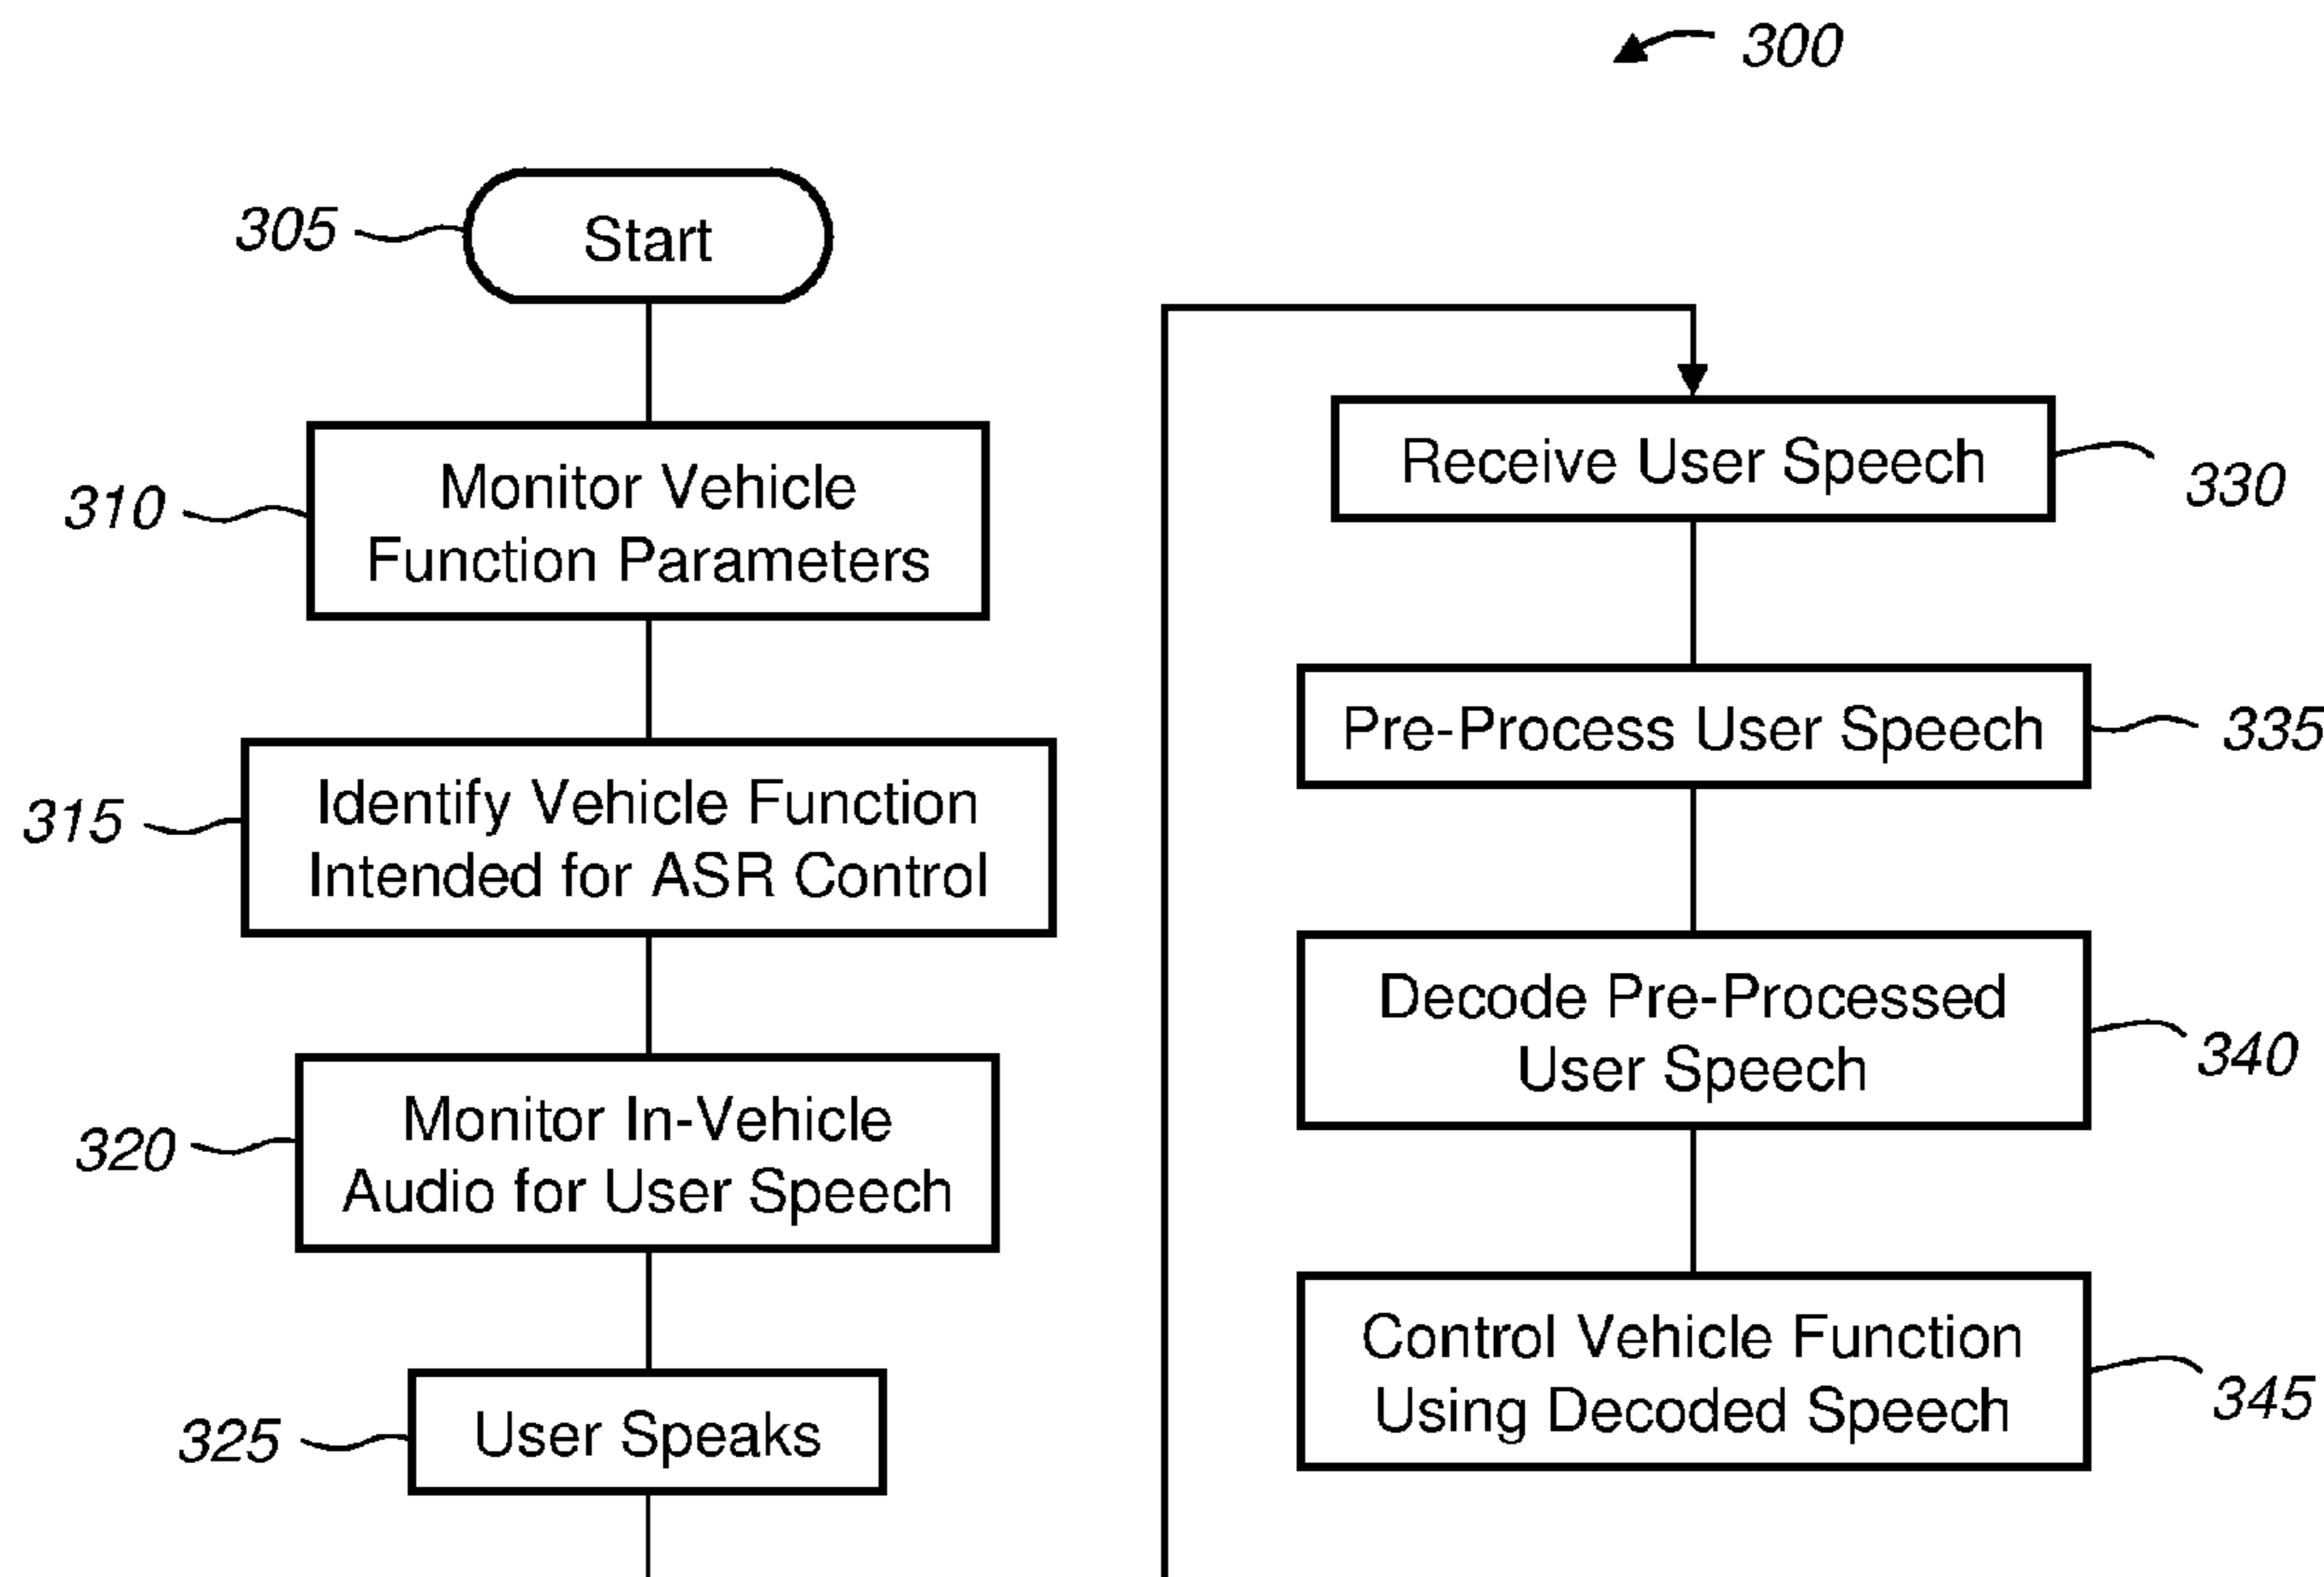 300
305
Start
310
Monitor Vehicle
Function Parameters
315
Identify Vehicle Function
Intended for ASR Control
320
Monitor In-Vehicle
Audio for User Speech
325
User Speaks
Receive User Speech
330
Pre-Process User Speech
335
Decode Pre-Processed
User Speech
340
Control Vehicle Function
Using Decoded Speech
345